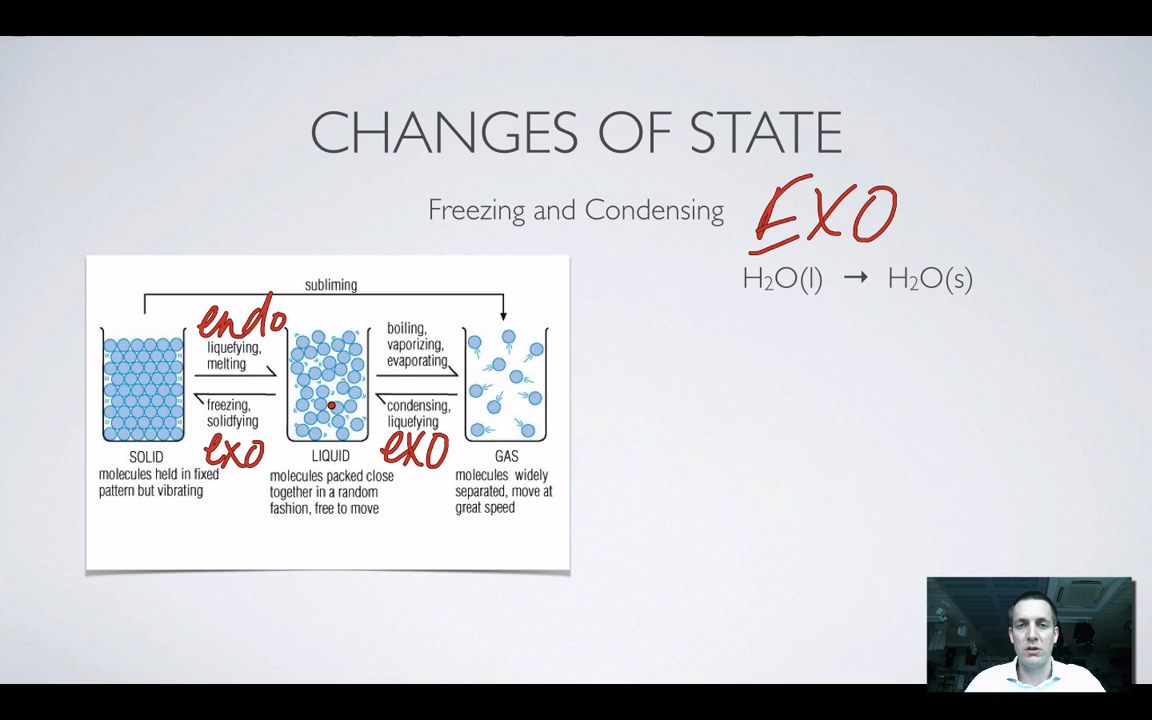 CHANGES OF STATE
Freezing and Condensing EXO
H₂O(l) → H₂O(s)
subliming
endo
liquefying,
melting
boiling,
vaporizing,
evaporating
freezing,
solidfying
exo
condensing,
liquefying
exo
SOLID
molecules held in fixed
pattern but vibrating
LIQUID
molecules packed close
together in a random
fashion, free to move
GAS
molecules widely
separated, move at
great speed